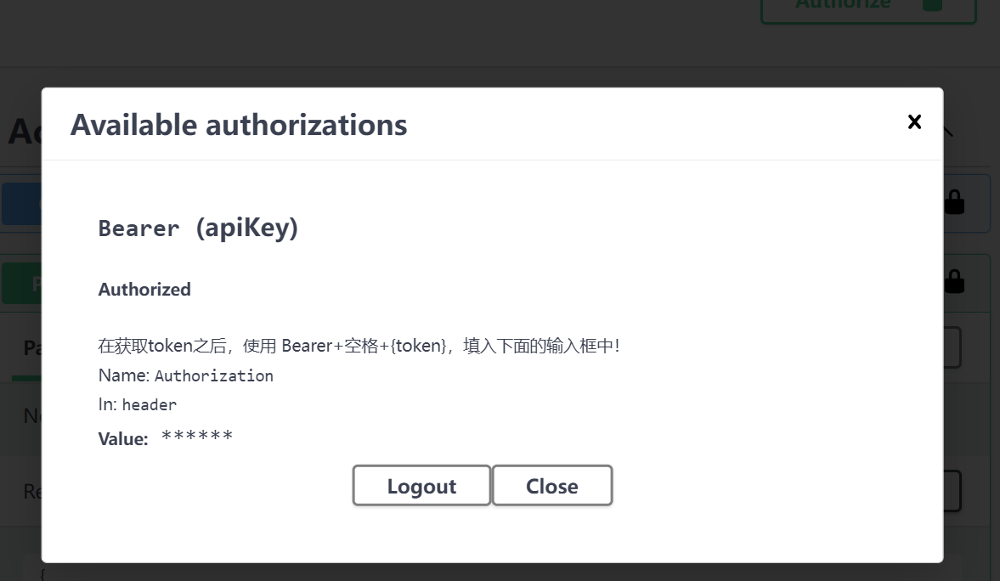 Authorize
Available authorizations
Bearer (apiKey)
Authorized
在获取token之后，使用 Bearer+空格+{token}，填入下面的输入框中！
Name: Authorization
In: header
Value: ******
Logout
Close
{